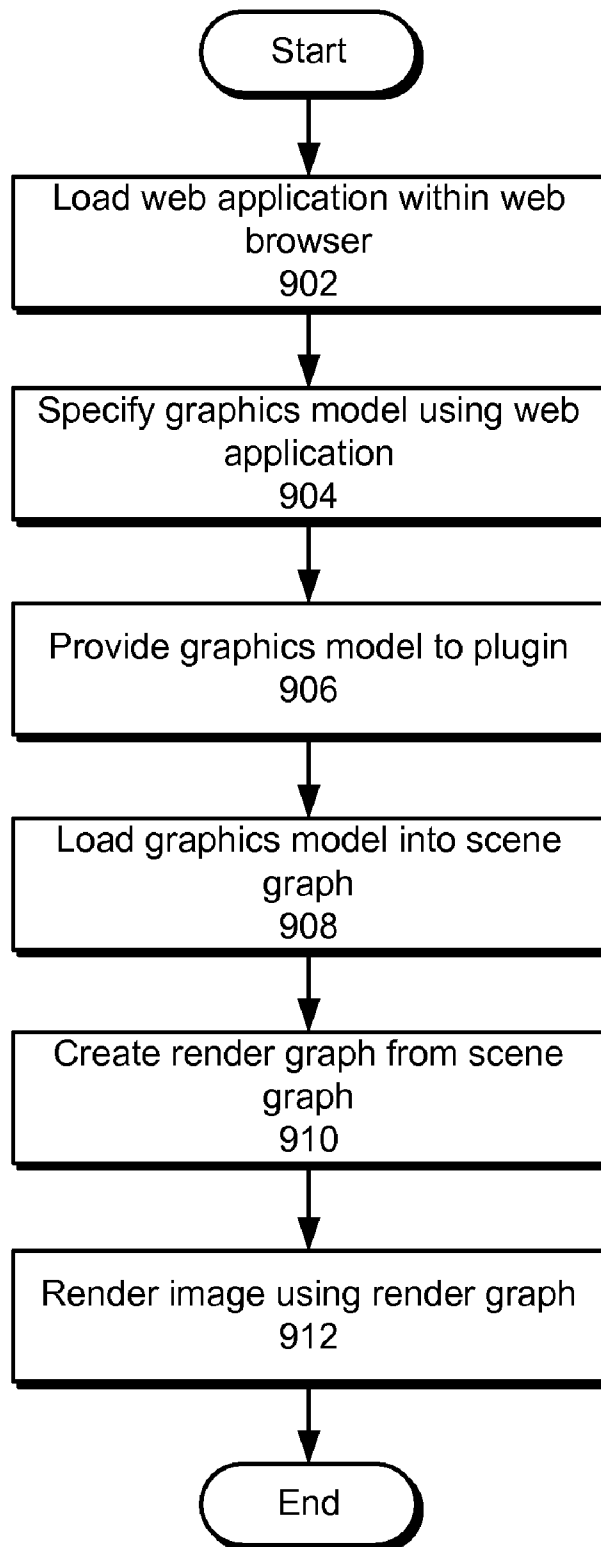 Start
Load web application within web
browser
902
Specify graphics model using web
application
904
Provide graphics model to plugin
906
Load graphics model into scene
graph
908
Create render graph from scene
graph
910
Render image using render graph
912
End